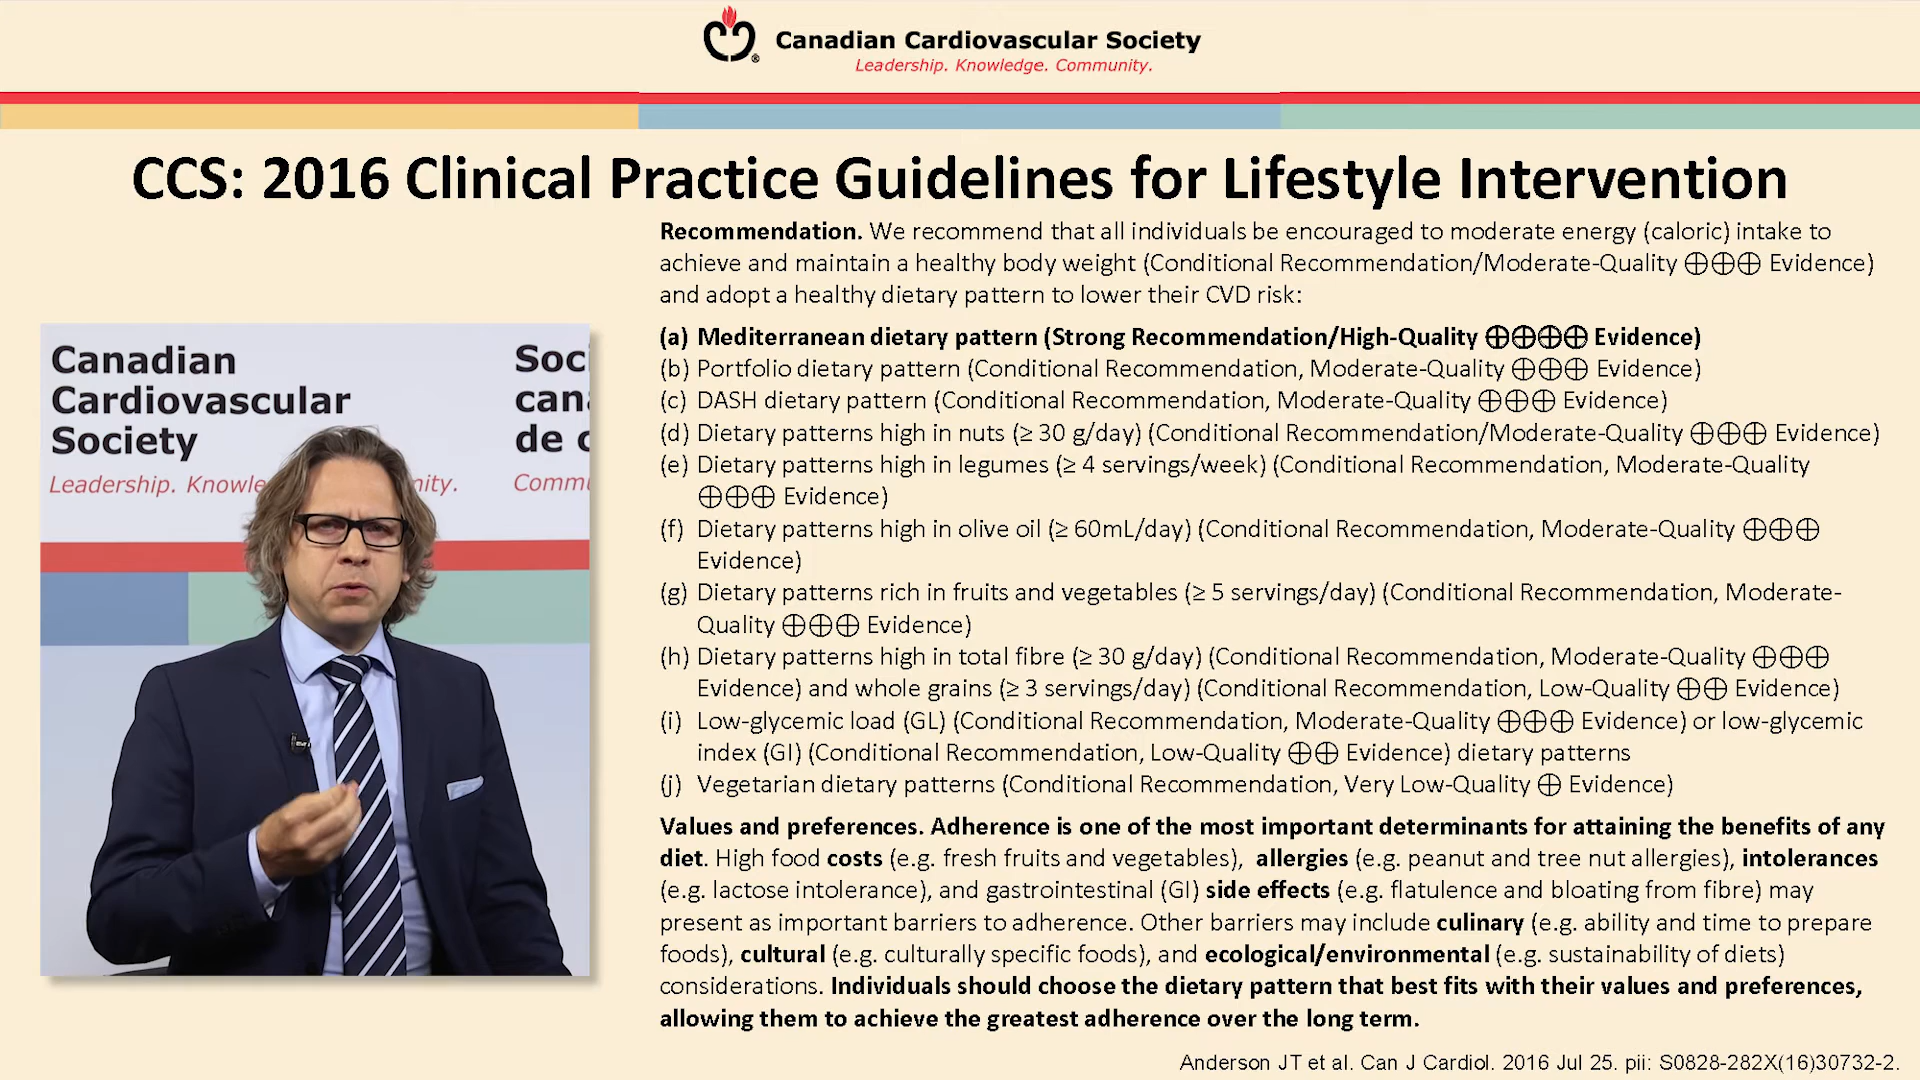 Canadian Cardiovascular Society
Leadership. Knowledge. Community.
CCS: 2016 Clinical Practice Guidelines for Lifestyle Intervention
Recommendation. We recommend that all individuals be encouraged to moderate energy (caloric) intake to
achieve and maintain a healthy body weight (Conditional Recommendation/Moderate-Quality ⨁⨁⨁ Evidence)
and adopt a healthy dietary pattern to lower their CVD risk:
(a) Mediterranean dietary pattern (Strong Recommendation/High-Quality ⨁⨁⨁⨁ Evidence)
(b) Portfolio dietary pattern (Conditional Recommendation, Moderate-Quality ⨁⨁⨁ Evidence)
(c) DASH dietary pattern (Conditional Recommendation, Moderate-Quality ⨁⨁⨁ Evidence)
(d) Dietary patterns high in nuts (≥ 30 g/day) (Conditional Recommendation/Moderate-Quality ⨁⨁⨁ Evidence)
(e) Dietary patterns high in legumes (≥ 4 servings/week) (Conditional Recommendation, Moderate-Quality
⨁⨁⨁ Evidence)
(f) Dietary patterns high in olive oil (≥ 60mL/day) (Conditional Recommendation, Moderate-Quality ⨁⨁⨁
Evidence)
(g) Dietary patterns rich in fruits and vegetables (≥ 5 servings/day) (Conditional Recommendation, Moderate-
Quality ⨁⨁⨁ Evidence)
(h) Dietary patterns high in total fibre (≥ 30 g/day) (Conditional Recommendation, Moderate-Quality ⨁⨁⨁
Evidence) and whole grains (≥ 3 servings/day) (Conditional Recommendation, Low-Quality ⨁⨁ Evidence)
(i) Low-glycemic load (GL) (Conditional Recommendation, Moderate-Quality ⨁⨁⨁ Evidence) or low-glycemic
index (GI) (Conditional Recommendation, Low-Quality ⨁⨁ Evidence) dietary patterns
(j) Vegetarian dietary patterns (Conditional Recommendation, Very Low-Quality ⨁ Evidence)
Values and preferences. Adherence is one of the most important determinants for attaining the benefits of any
diet. High food costs (e.g. fresh fruits and vegetables), allergies (e.g. peanut and tree nut allergies), intolerances
(e.g. lactose intolerance), and gastrointestinal (GI) side effects (e.g. flatulence and bloating from fibre) may
present as important barriers to adherence. Other barriers may include culinary (e.g. ability and time to prepare
foods), cultural (e.g. culturally specific foods), and ecological/environmental (e.g. sustainability of diets)
considerations. Individuals should choose the dietary pattern that best fits with their values and preferences,
allowing them to achieve the greatest adherence over the long term.
Anderson JT et al. Can J Cardiol. 2016 Jul 25. pii: S0828-282X(16)30732-2.
Canadian
Cardiovascular
Society
Leadership.
de